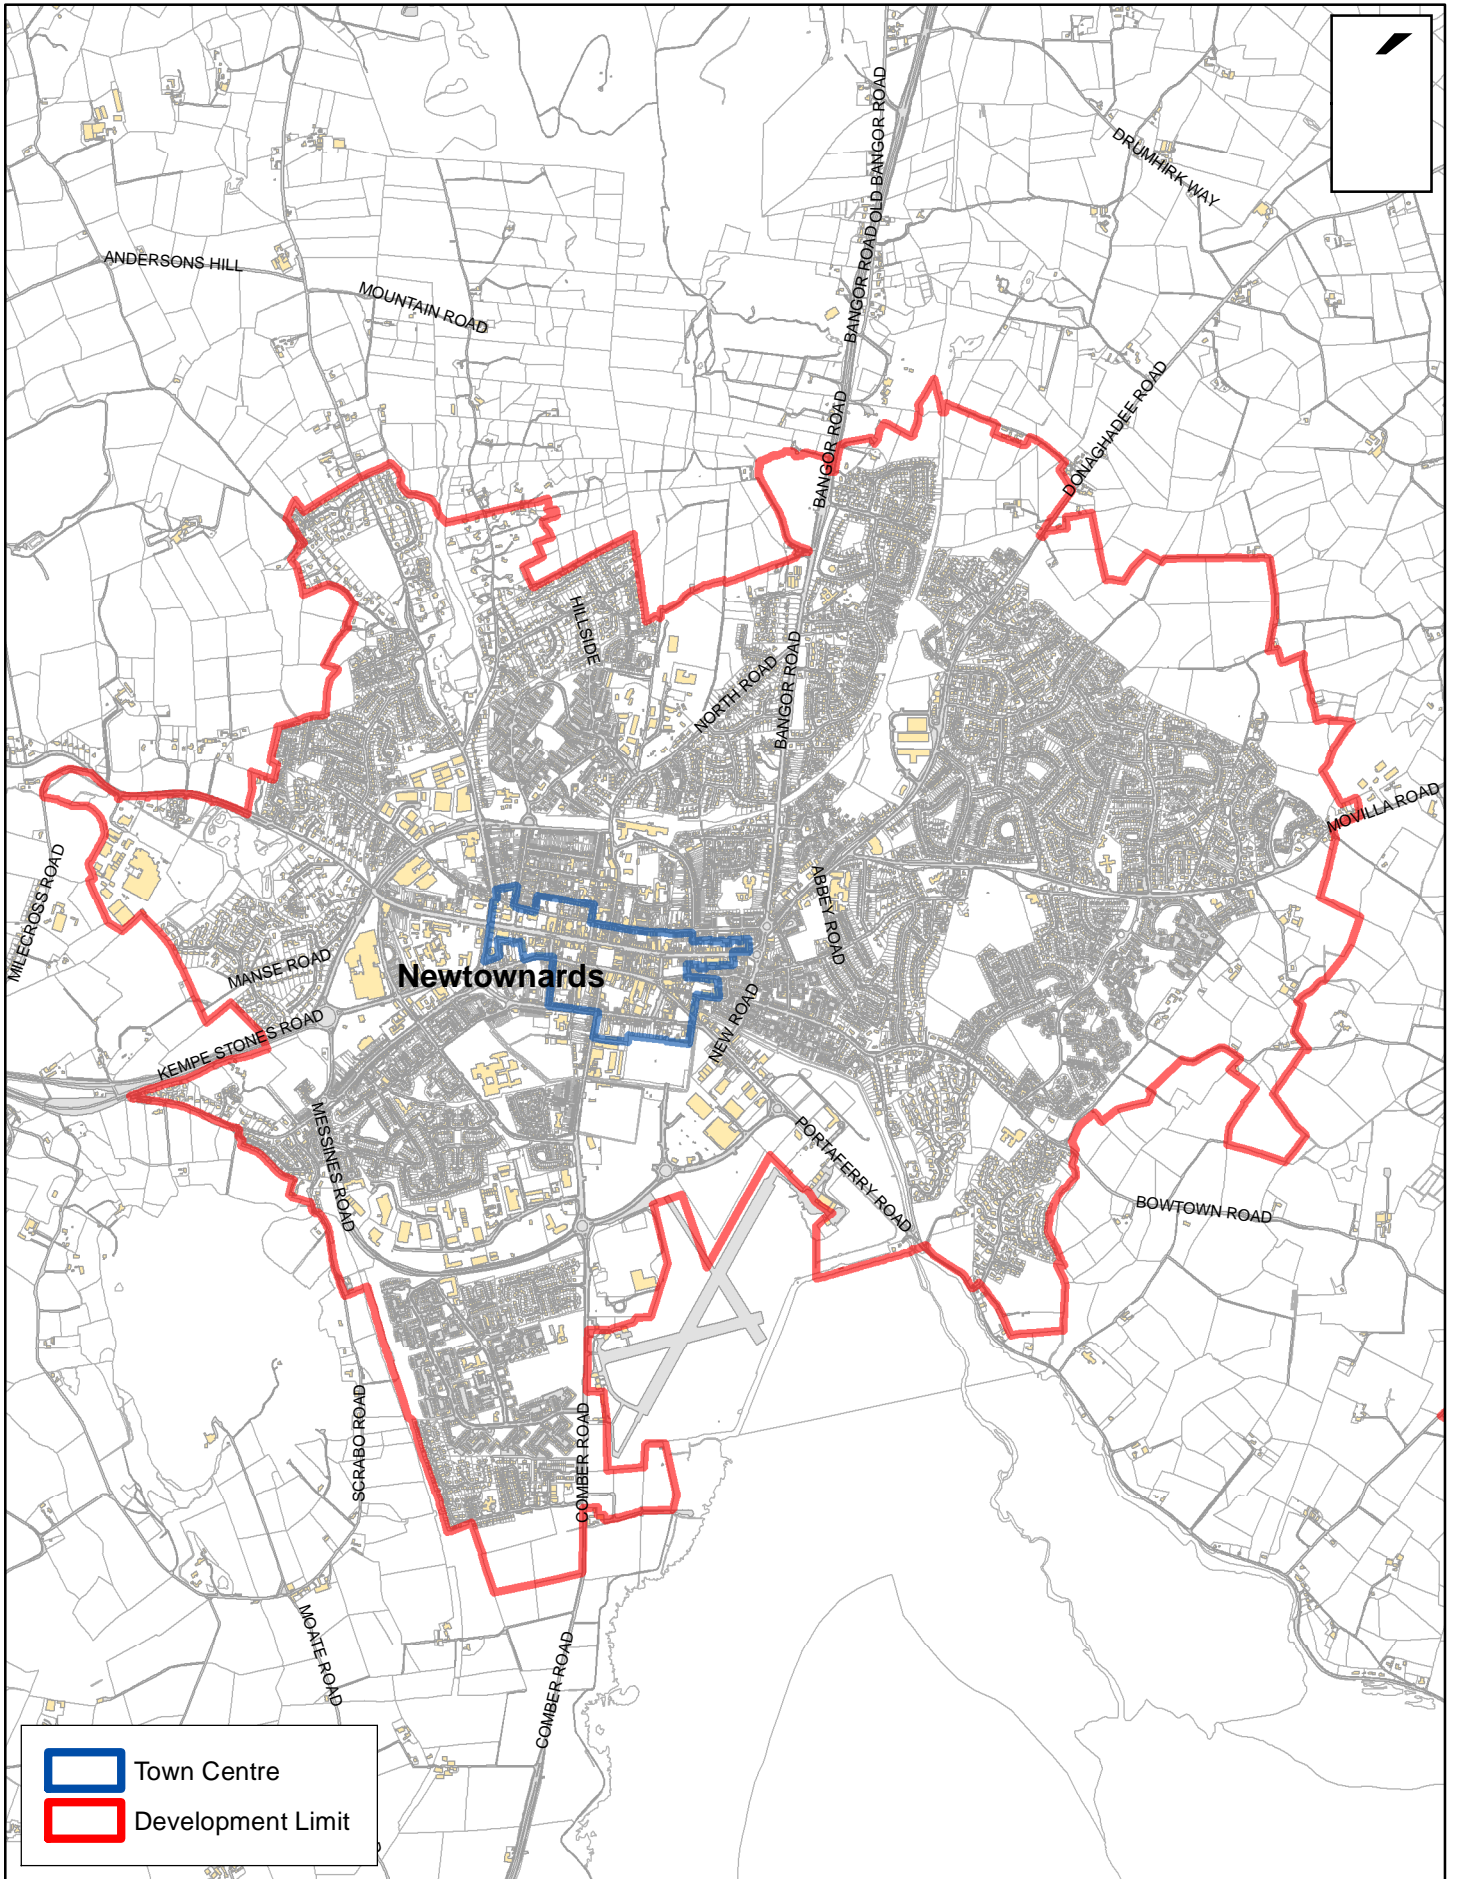 OLD BANGOR ROAD
DRUMHIRK WAY
ANDERSONS HILL
MOUNTAIN ROAD
BANGOR ROAD
DONAGHADEE ROAD
BANGOR ROAD
HILLSIDE
NORTH ROAD
BANGOR ROAD
MOVILLA ROAD
MILECROSS ROAD
ABBEY ROAD
MANSE ROAD
Newtownards
KEMPE STONES ROAD
NEW ROAD
MESSINES ROAD
PORTAFERRY ROAD
BOWTOWN ROAD
SCRABO ROAD
COMBER ROAD
MOATE ROAD
COMBER ROAD
Town Centre
Development Limit